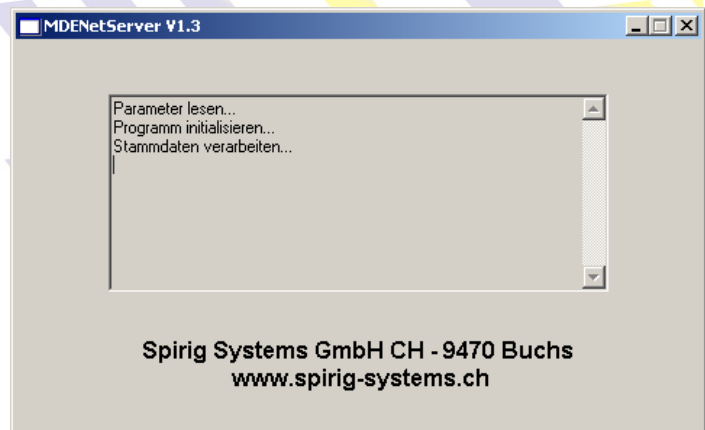 MDENetServer V1.3
Parameter lesen...
Programm initialisieren...
Stammdaten verarbeiten...
Spirig Systems GmbH CH - 9470 Buchs
www.spirig-systems.ch